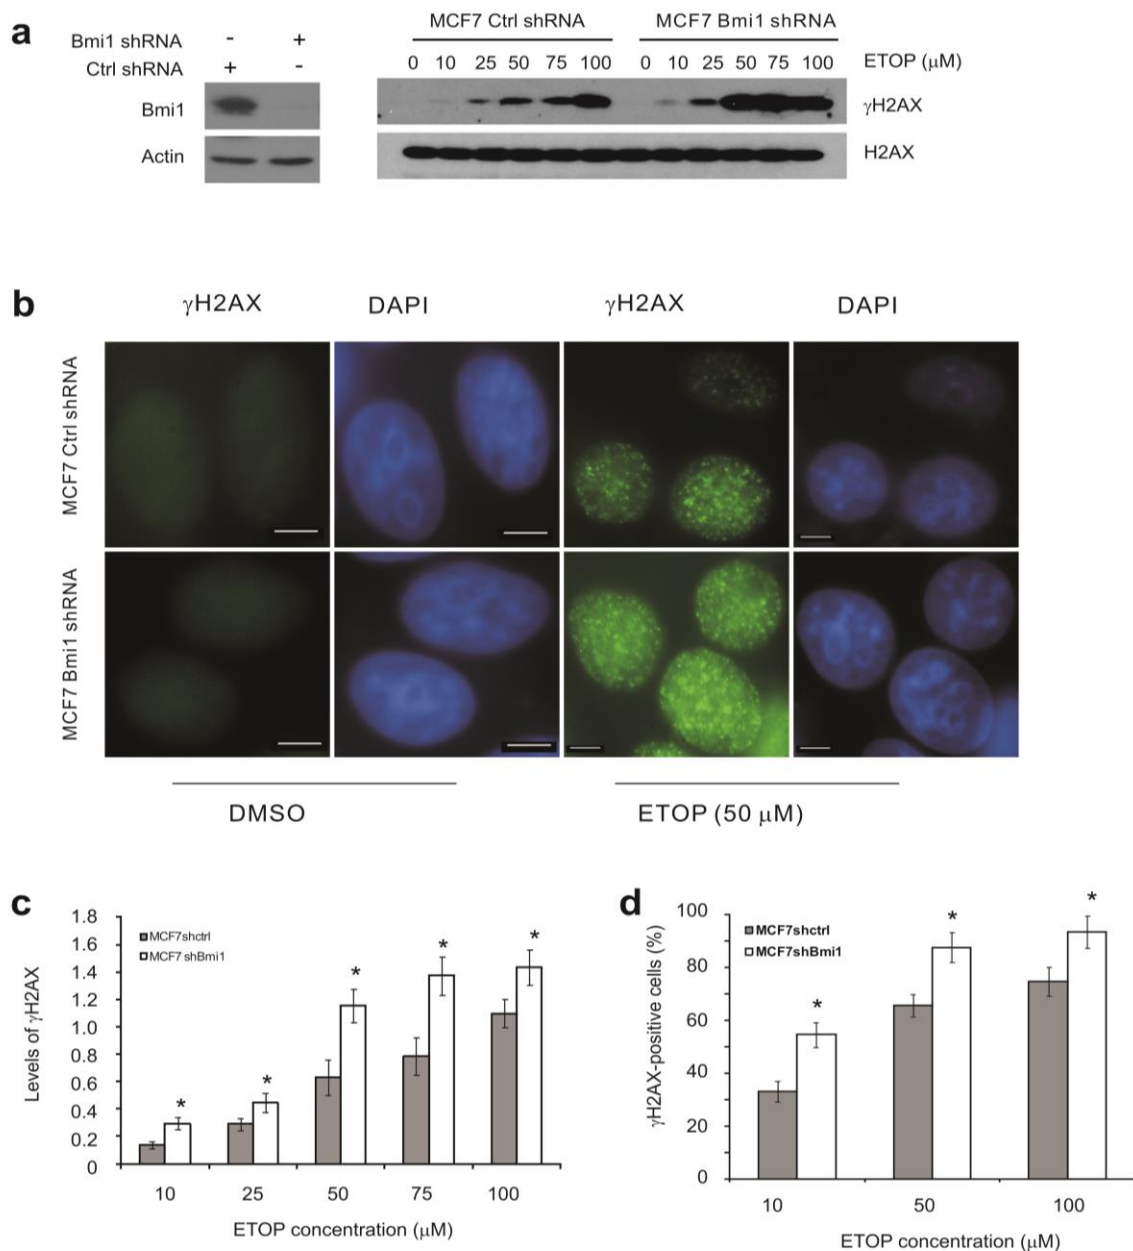 a
Bmi1 shRNA - +
Ctrl shRNA + -
Bmi1
Actin
MCF7 Ctrl shRNA MCF7 Bmi1 shRNA
0 10 25 50 75 100 0 10 25 50 75 100 ETOP (μM)
γH2AX
H2AX
b
γH2AX DAPI γH2AX DAPI
MCF7 Ctrl shRNA
MCF7 Bmi1 shRNA
DMSO ETOP (50 μM)
c
Levels of γH2AX
1.8
1.6
1.4
1.2
1.0
0.8
0.6
0.4
0.2
0
MCF7shctrl
MCF7 shBmi1
* * * * *
10 25 50 75 100
ETOP concentration (μM)
d
γH2AX-positive cells (%)
100
80
60
40
20
0
MCF7shctrl
MCF7shBmi1
* * *
10 50 100
ETOP concentration (μM)